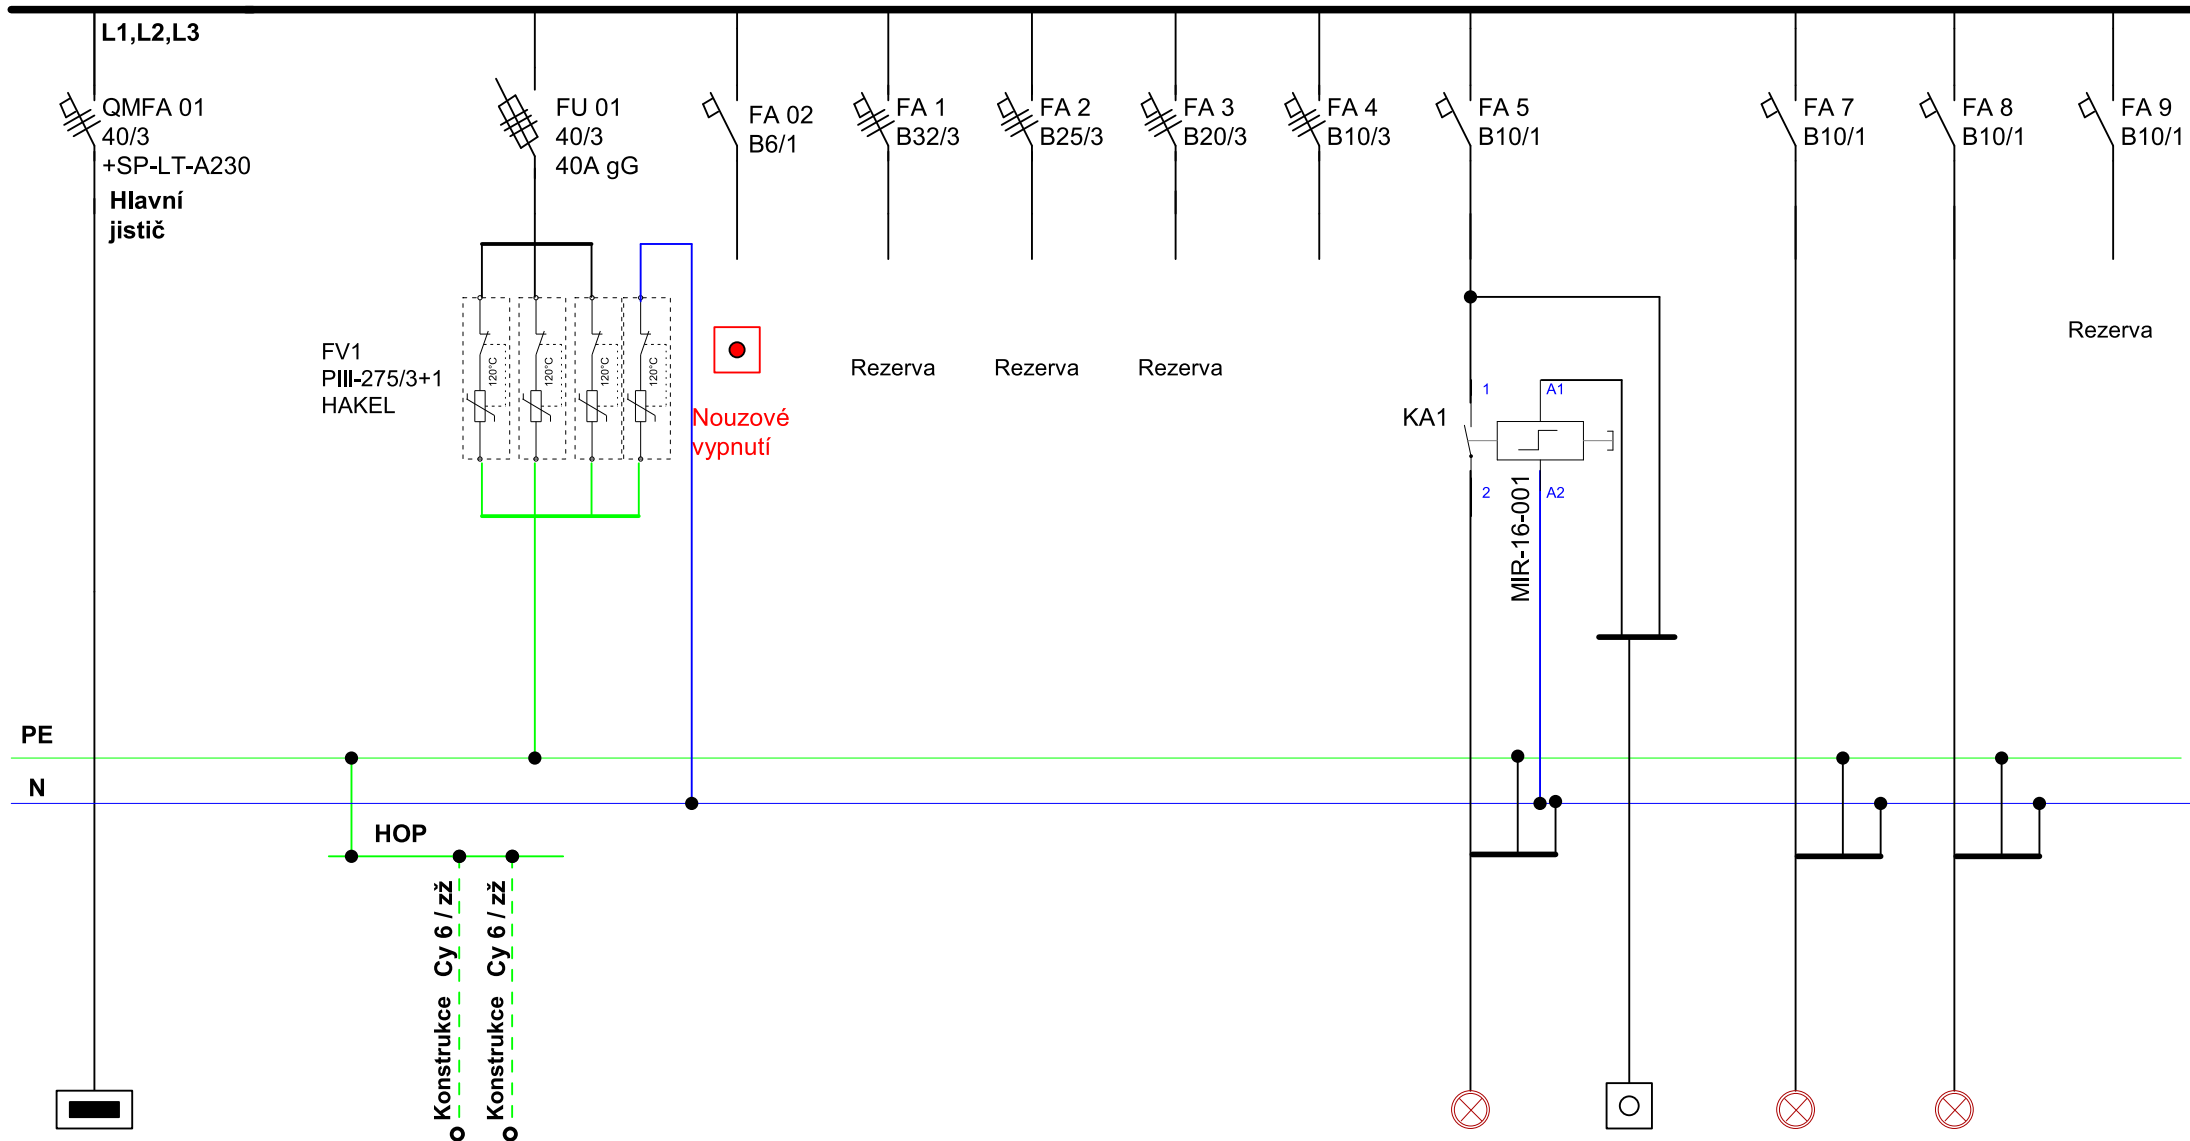 L1,L2,L3
QMFA 01
40/3
+SP-LT-A230
Hlavní
jistič
FU 01
40/3
40A gG
FA 02
B6/1
FA 1
B32/3
FA 2
B25/3
FA 3
B20/3
FA 4
B10/3
FA 5
B10/1
FA 7
B10/1
FA 8
B10/1
FA 9
B10/1
FV1
PIII-275/3+1
HAKEL
120°C
120°C
120°C
120°C
Nouzové
vypnutí
Rezerva
Rezerva
Rezerva
Rezerva
KA1
1
2
A1
A2
MIR-16-001
PE
N
HOP
Konstrukce Cy 6 / zž
Konstrukce Cy 6 / zž